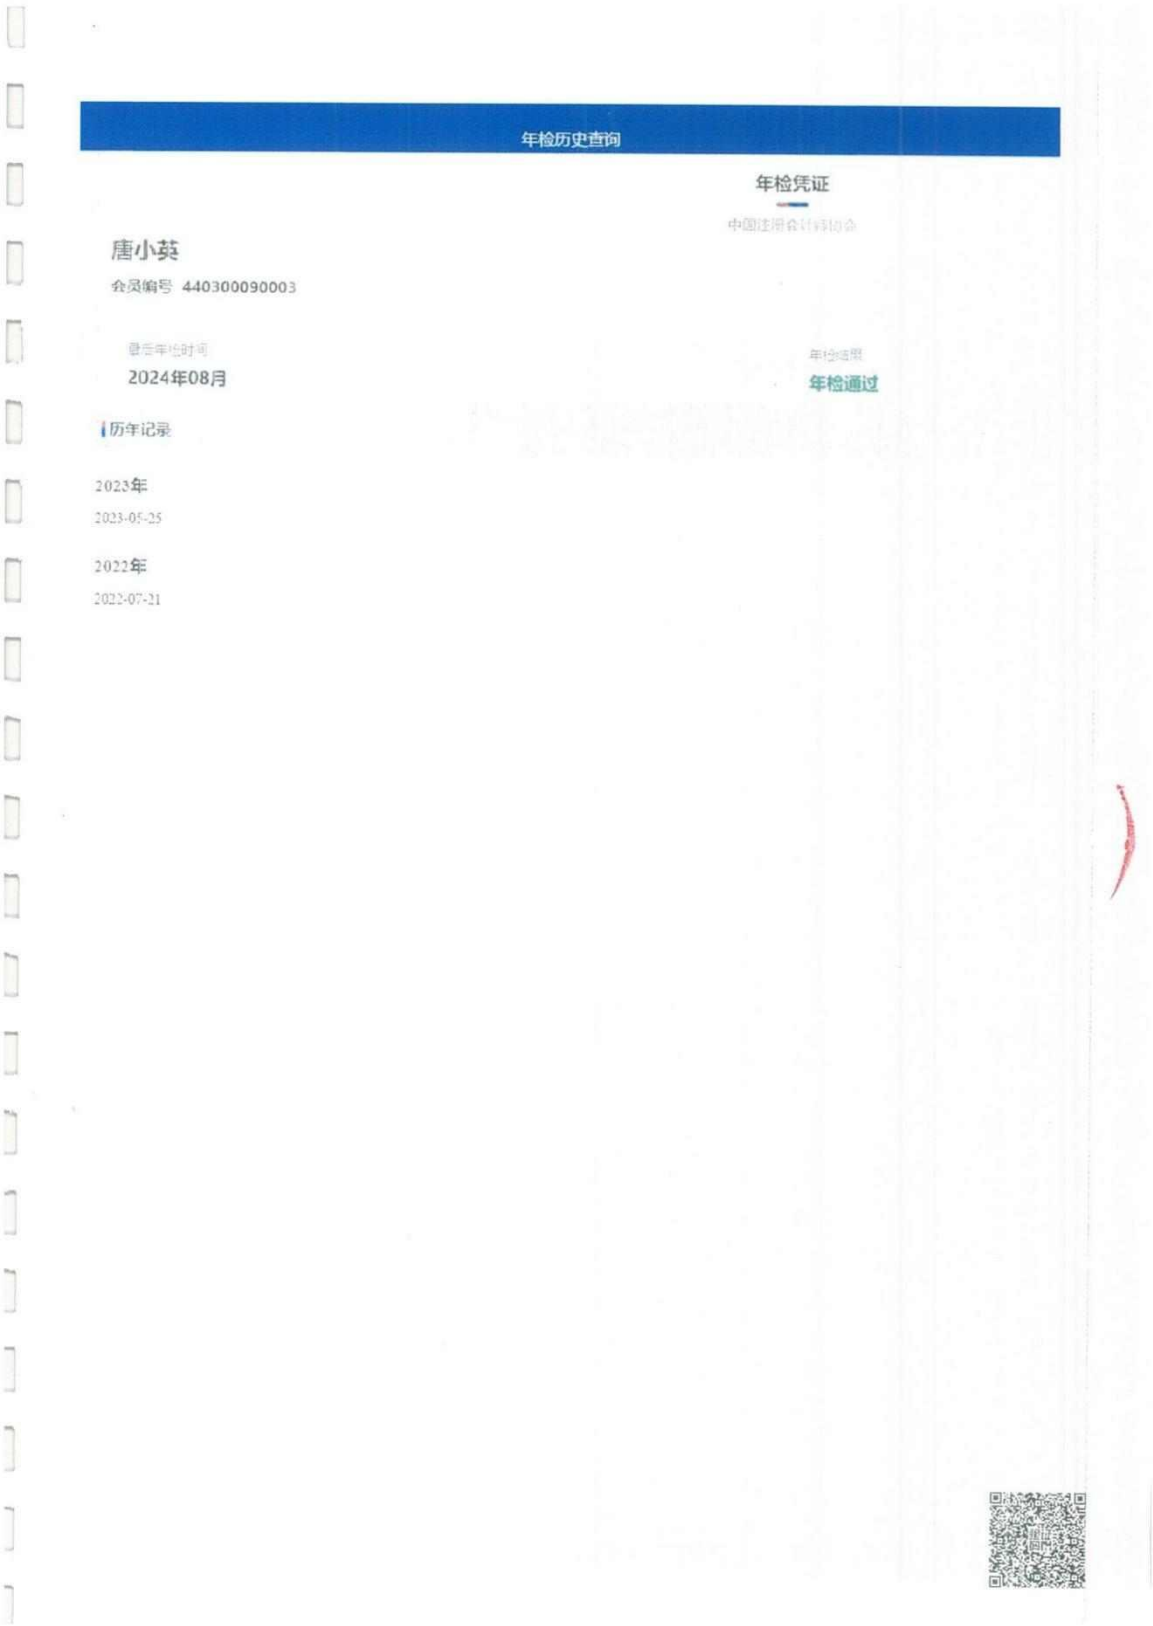 年检历史查询
年检凭证
中国注册会计师协会
唐小英
会员编号 440300090003
最后年检时间
2024年08月
年检结果
年检通过
历年记录
2023年
2023-05-25
2022年
2022-07-21